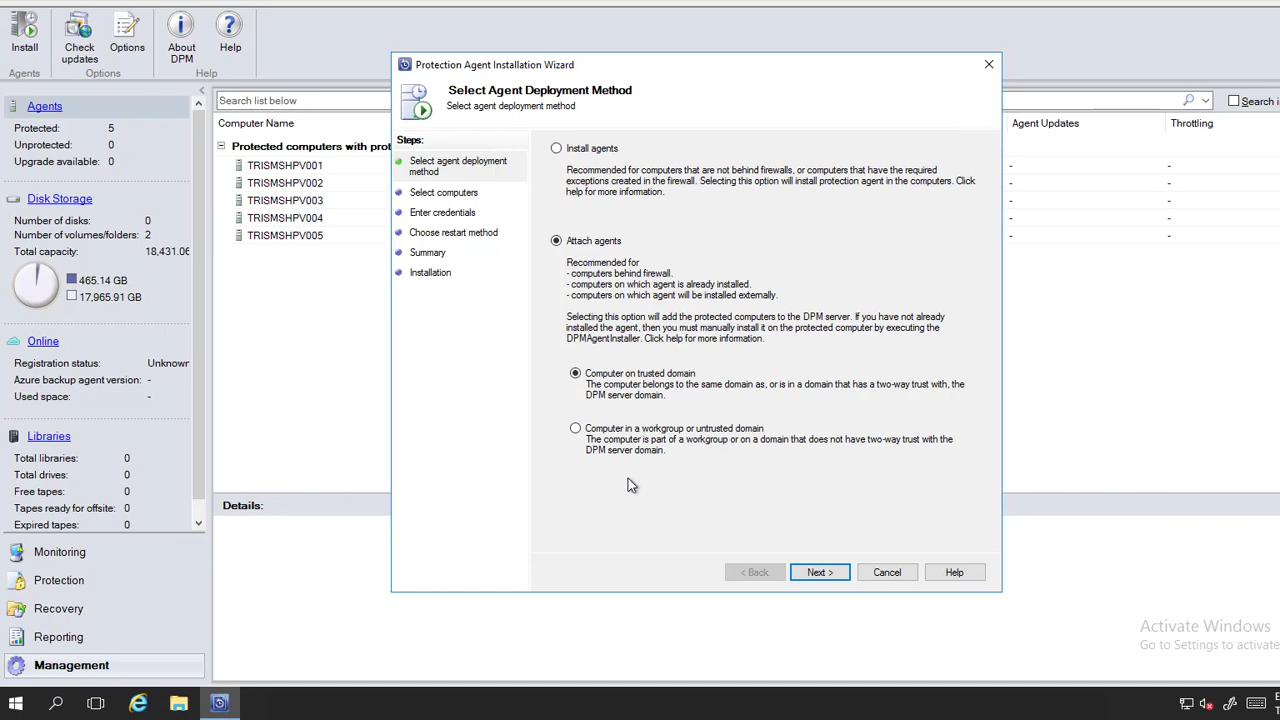 Install
Check
updates
Options
About
DPM
Help
Agents
Options
Help
Protection Agent Installation Wizard
Select Agent Deployment Method
Select agent deployment method
Steps:
Select agent deployment
method
Select computers
Enter credentials
Choose restart method
Summary
Installation
Install agents
Recommended for computers that are not behind firewalls, or computers that have the required
exceptions created in the firewall. Selecting this option will install protection agent in the computers. Click
help for more information.
Attach agents
Recommended for
- computers behind firewall.
- computers on which agent is already installed.
- computers on which agent will be installed externally.
Selecting this option will add the protected computers to the DPM server. If you have not already
installed the agent, then you must manually install it on the protected computer by executing the
DPMAgentInstaller. Click help for more information.
Computer on trusted domain
The computer belongs to the same domain as, or is in a domain that has a two-way trust with, the
DPM server domain.
Computer in a workgroup or untrusted domain
The computer is part of a workgroup or on a domain that does not have two-way trust with the
DPM server domain.
< Back
Next >
Cancel
Help
Agents
Protected: 5
Unprotected: 0
Upgrade available: 0
Disk Storage
Number of disks: 0
Number of volumes/folders: 2
Total capacity: 18,431.06
465.14 GB
17,965.91 GB
Online
Registration status: Unknown
Azure backup agent version: -
Used space: -
Libraries
Total libraries: 0
Total drives: 0
Free tapes: 0
Tapes ready for offsite: 0
Expired tapes: 0
Monitoring
Protection
Recovery
Reporting
Management
Search list below
Search i
Computer Name
Agent Updates
Throttling
Protected computers with prot
TRISMSHPV001
- -
TRISMSHPV002
- -
TRISMSHPV003
- -
TRISMSHPV004
- -
TRISMSHPV005
- -
Details:
Activate Windows
Go to Settings to activate